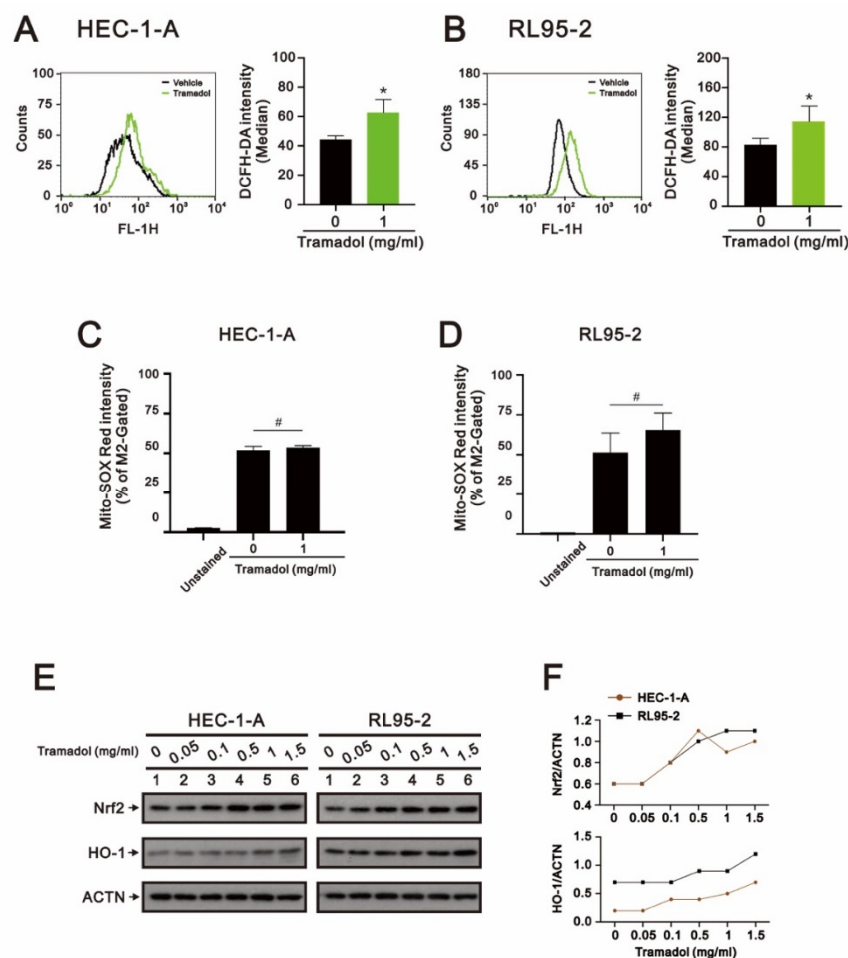 A HEC-1-A
100
75
50
25
0
Counts
Vehicle
Tramadol
10⁰ 10¹ 10² 10³ 10⁴
FL-1H
DCFH-DA intensity
(Median)
100
80
60
40
20
0
*
0 1
Tramadol (mg/ml)
B RL95-2
180
135
90
45
0
Counts
Vehicle
Tramadol
10⁰ 10¹ 10² 10³ 10⁴
FL-1H
DCFH-DA intensity
(Median)
200
160
120
80
40
0
*
0 1
Tramadol (mg/ml)
C HEC-1-A
Mito-SOX Red intensity
(% of M2-Gated)
100
75
50
25
0
#
Unstained 0 1
Tramadol (mg/ml)
D RL95-2
Mito-SOX Red intensity
(% of M2-Gated)
100
75
50
25
0
#
Unstained 0 1
Tramadol (mg/ml)
E
HEC-1-A RL95-2
Tramadol (mg/ml) 0 0.05 0.1 0.5 1 1.5 0 0.05 0.1 0.5 1 1.5
1 2 3 4 5 6 1 2 3 4 5 6
Nrf2
HO-1
ACTN
F
HEC-1-A
RL95-2
Nrf2/ACTN
1.2
1.0
0.8
0.6
0.4
0 0.05 0.1 0.5 1 1.5
HO-1/ACTN
1.5
1.0
0.5
0.0
0 0.05 0.1 0.5 1 1.5
Tramadol (mg/ml)